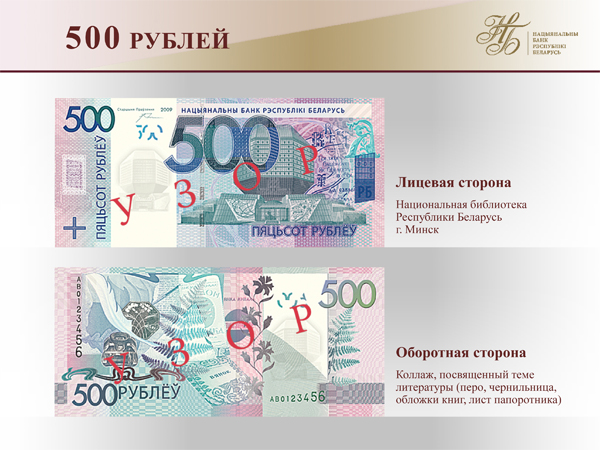 500 РУБЛЕЙ
НАЦЫЯНАЛЬНЫ
БАНК
РЭСПУБЛІКІ
БЕЛАРУСЬ
500
2009
НАЦЫЯНАЛЬНЫ БАНК РЭСПУБЛІКІ БЕЛАРУСЬ
500
ПЯЦЬСОТ РУБЛЁЎ
УЗОР
РБ
ПЯЦЬСОТ РУБЛЁЎ
Лицевая сторона
Национальная библиотека
Республики Беларусь
г. Минск
AB0123456
500
УЗОР
500РУБЛЁЎ
AB0123456
Оборотная сторона
Коллаж, посвященный теме
литературы (перо, чернильница,
обложки книг, лист папоротника)